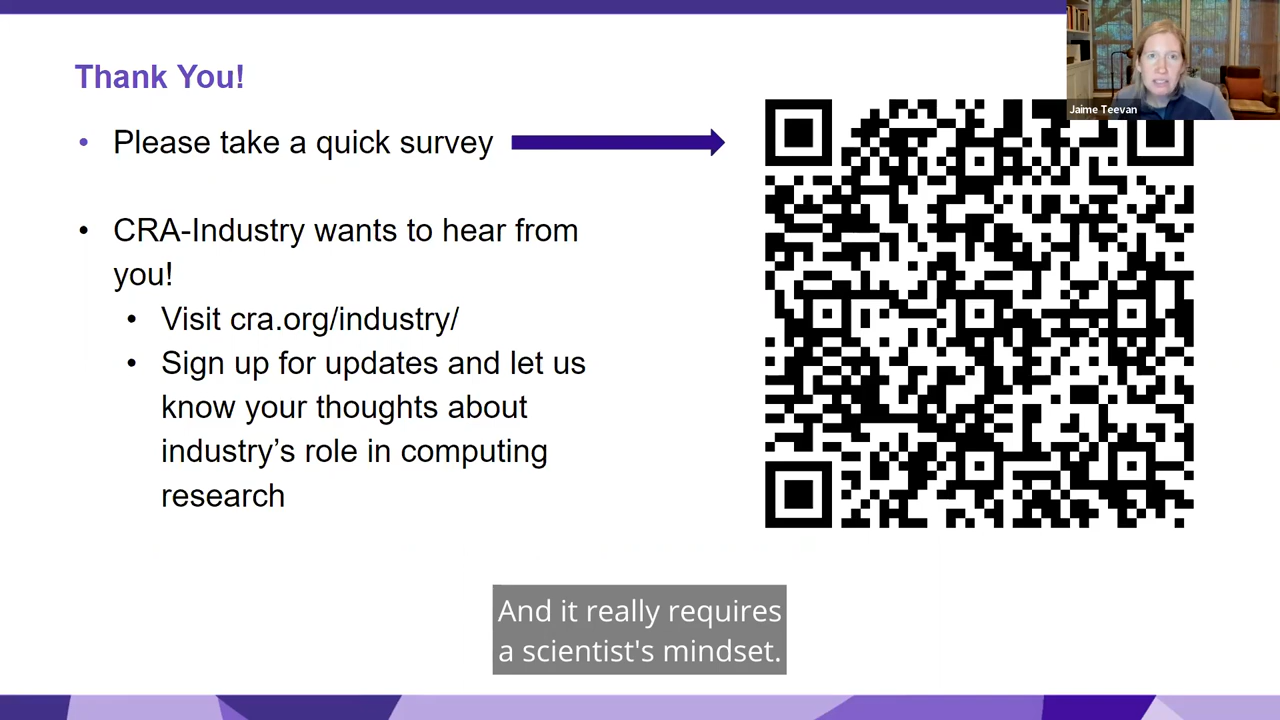 Thank You!
Jaime Teevan
• Please take a quick survey
• CRA-Industry wants to hear from
you!
• Visit cra.org/industry/
• Sign up for updates and let us
know your thoughts about
industry’s role in computing
research
And it really requires
a scientist's mindset.